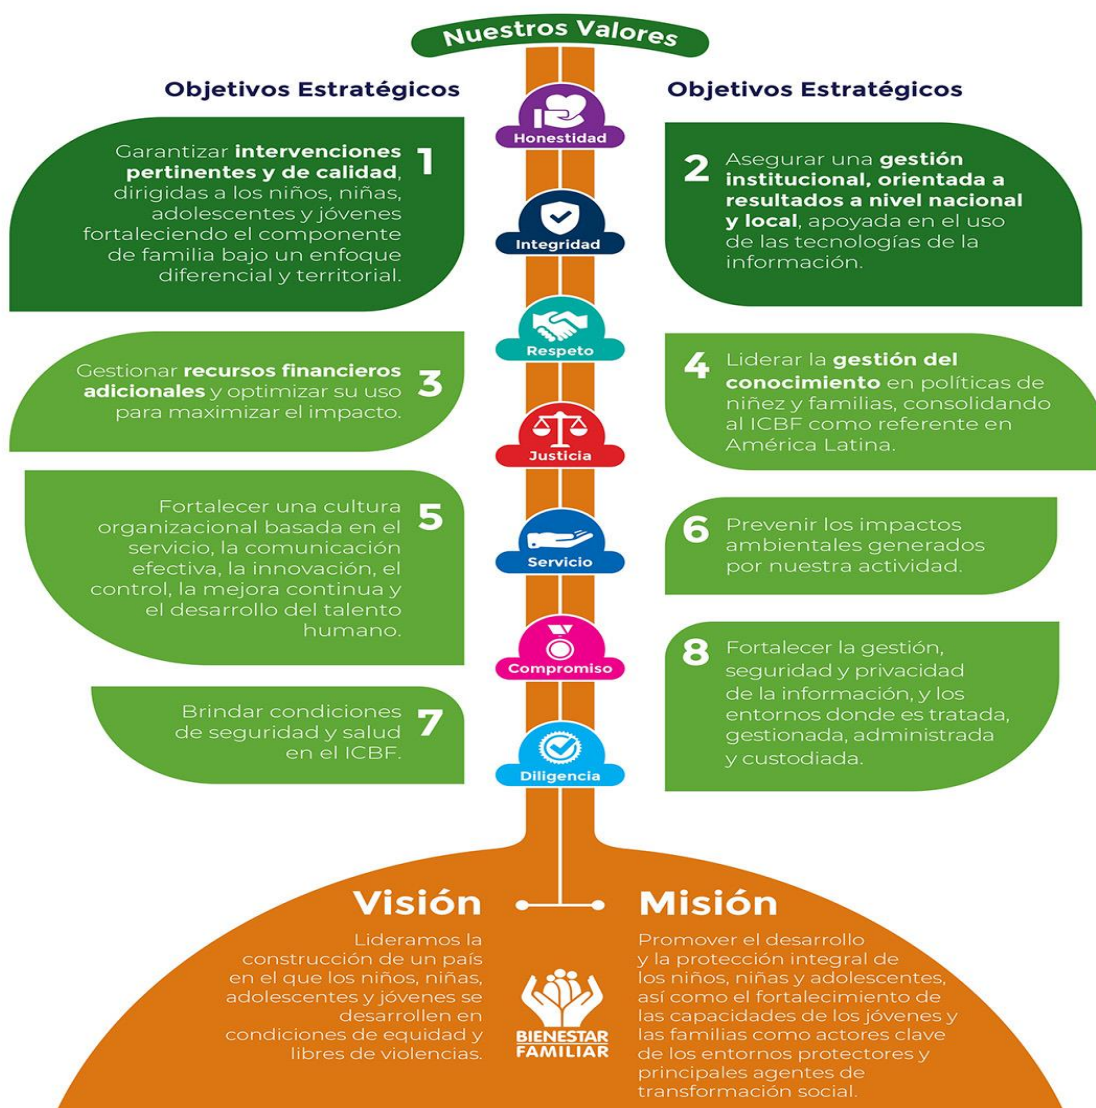 Nuestros Valores
Objetivos Estratégicos
Objetivos Estratégicos
Honestidad
Integridad
Respeto
Justicia
Servicio
Compromiso
Diligencia
1
Garantizar intervenciones
pertinentes y de calidad,
dirigidas a los niños, niñas,
adolescentes y jóvenes
fortaleciendo el componente
de familia bajo un enfoque
diferencial y territorial.
2
Asegurar una gestión
institucional, orientada a
resultados a nivel nacional
y local, apoyada en el uso
de las tecnologías de la
información.
3
Gestionar recursos financieros
adicionales y optimizar su uso
para maximizar el impacto.
4
Liderar la gestión del
conocimiento en políticas de
niñez y familias, consolidando
al ICBF como referente en
América Latina.
5
Fortalecer una cultura
organizacional basada en el
servicio, la comunicación
efectiva, la innovación, el
control, la mejora continua y
el desarrollo del talento
humano.
6
Prevenir los impactos
ambientales generados
por nuestra actividad.
7
Brindar condiciones
de seguridad y salud
en el ICBF.
8
Fortalecer la gestión,
seguridad y privacidad
de la información, y los
entornos donde es tratada,
gestionada, administrada
y custodiada.
Visión
Lideramos la
construcción de un país
en el que los niños, niñas,
adolescentes y jóvenes se
desarrollen en
condiciones de equidad y
libres de violencias.
BIENESTAR
FAMILIAR
Misión
Promover el desarrollo
y la protección integral de
los niños, niñas y adolescentes,
así como el fortalecimiento de
las capacidades de los jóvenes y
las familias como actores clave
de los entornos protectores y
principales agentes de
transformación social.